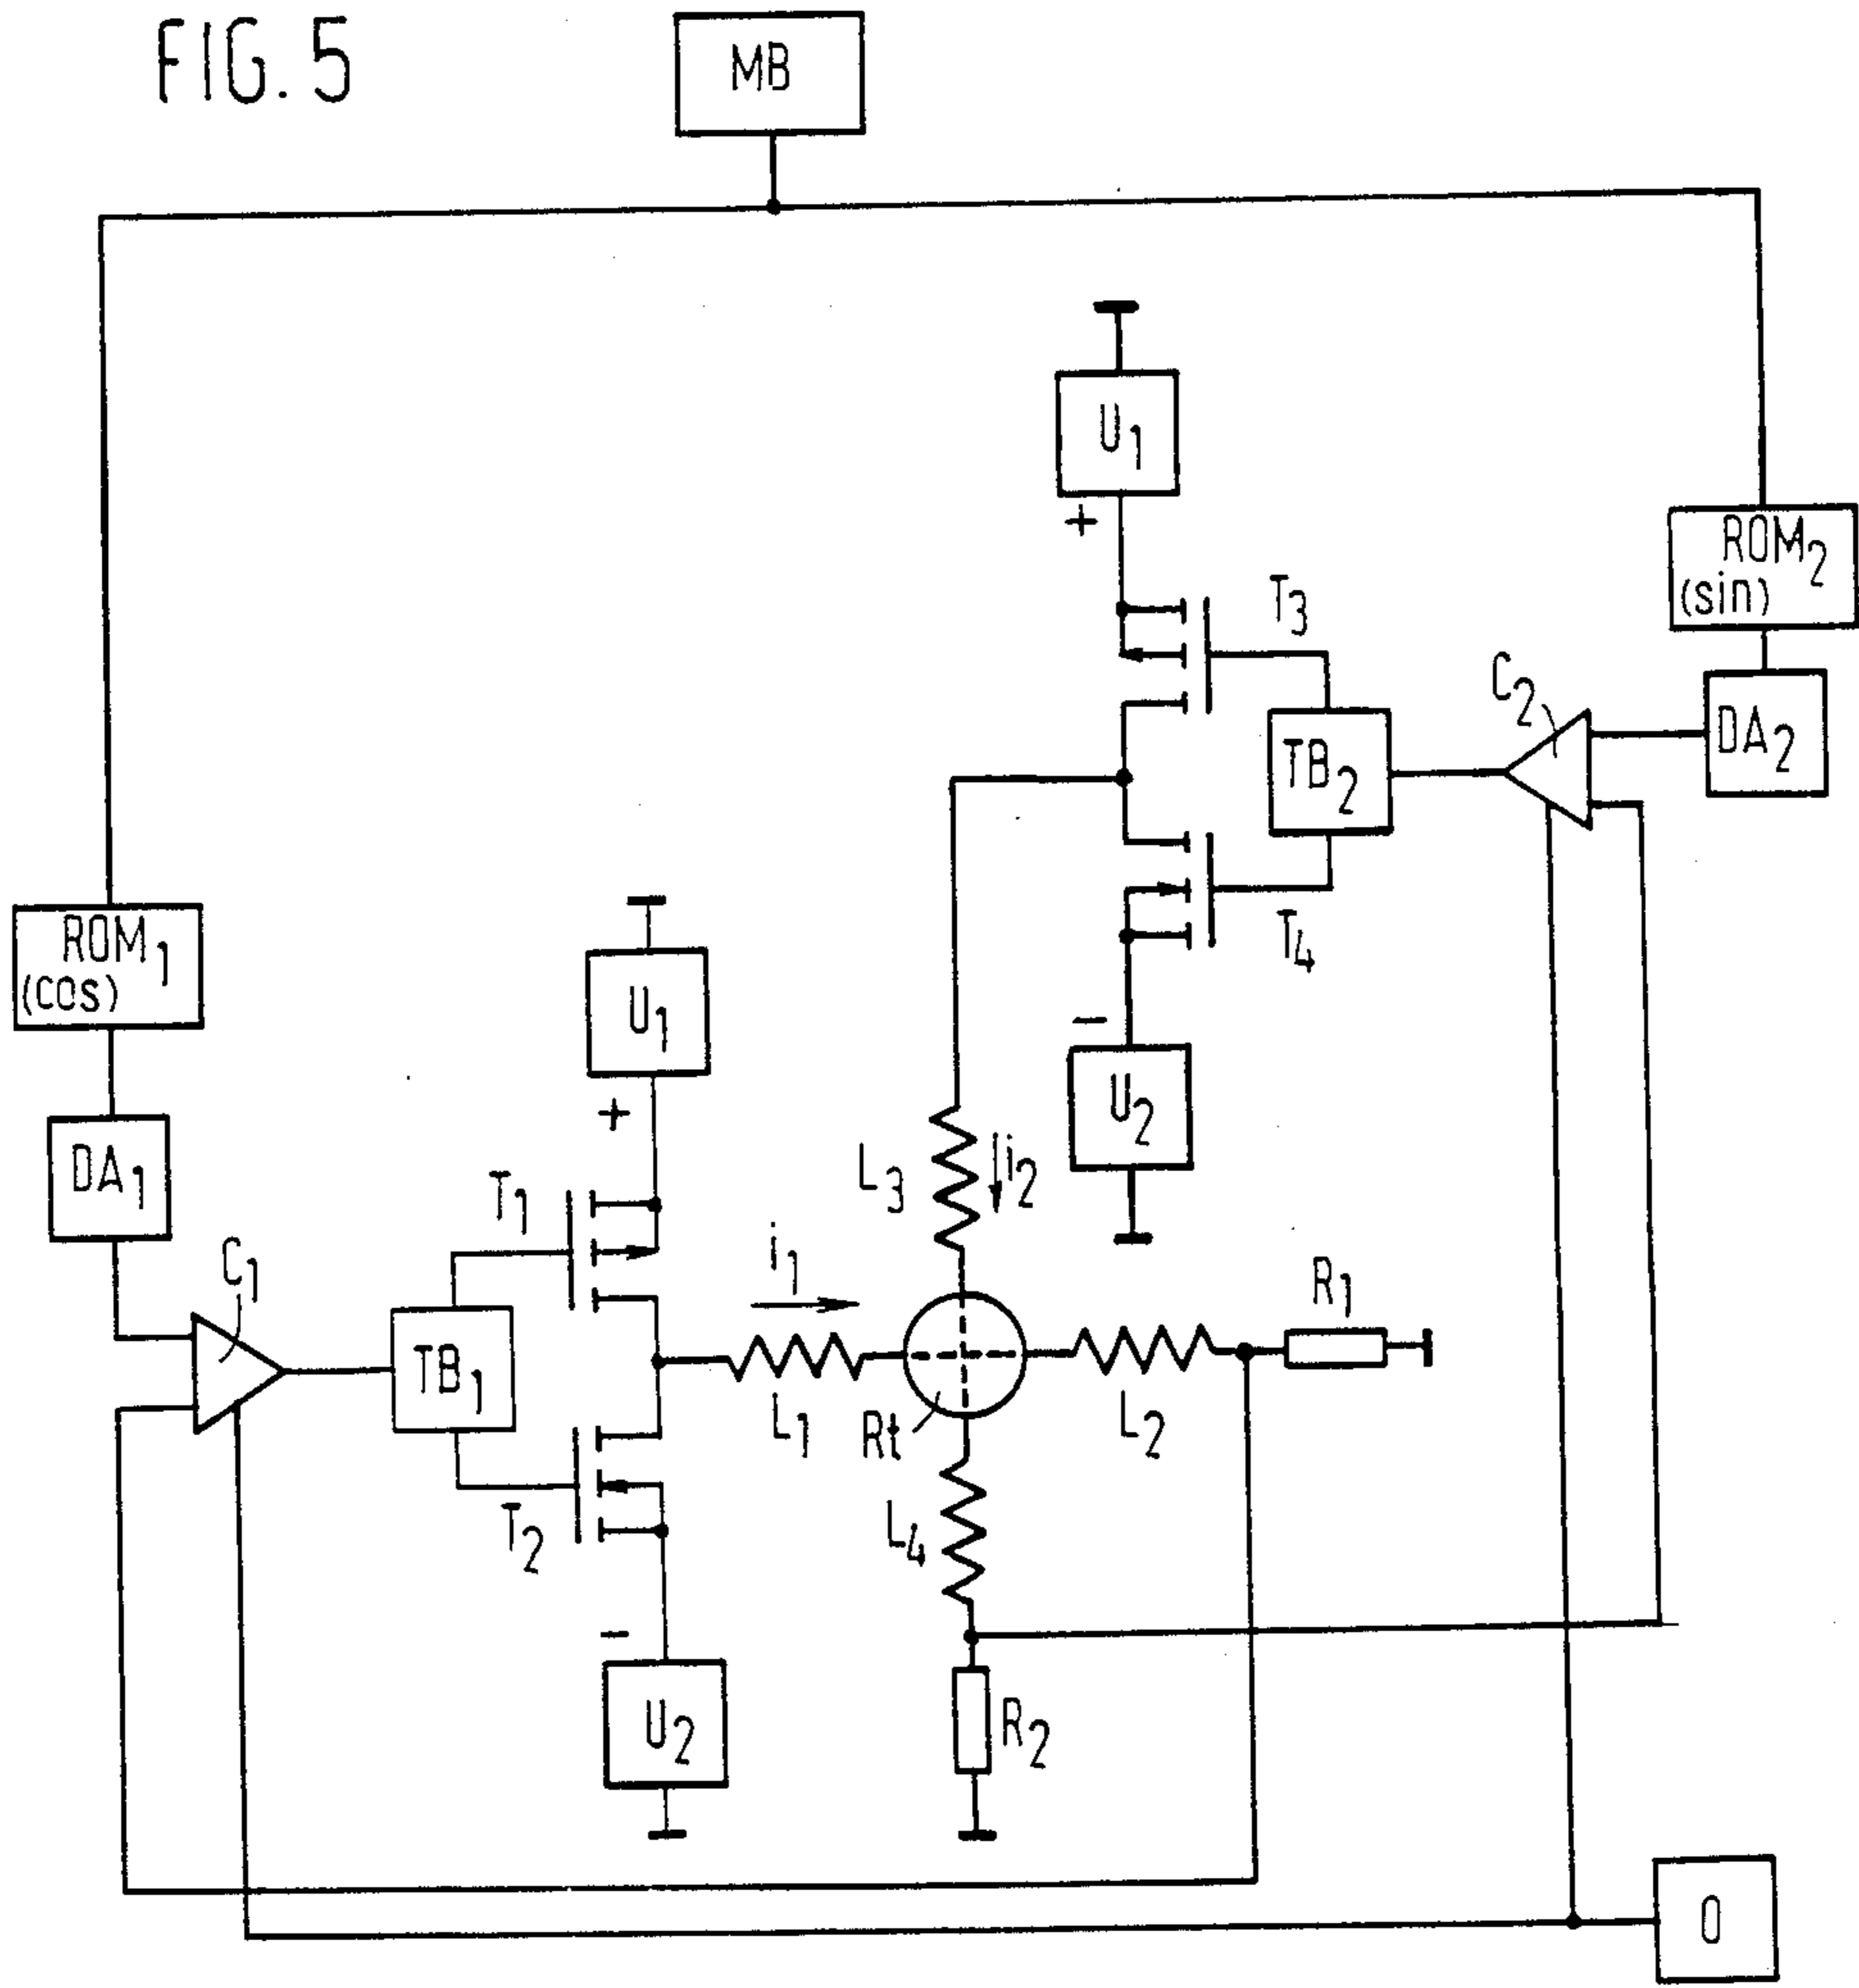 FIG. 5
MB
U1
+
ROM2
(sin)
T3
C2
DA2
TB2
T4
ROM1
(cos)
U1
−
U2
+
DA1
L3
i2
T1
C1
i1
R1
TB1
L1
Rt
L2
T2
L4
−
U2
R2
O